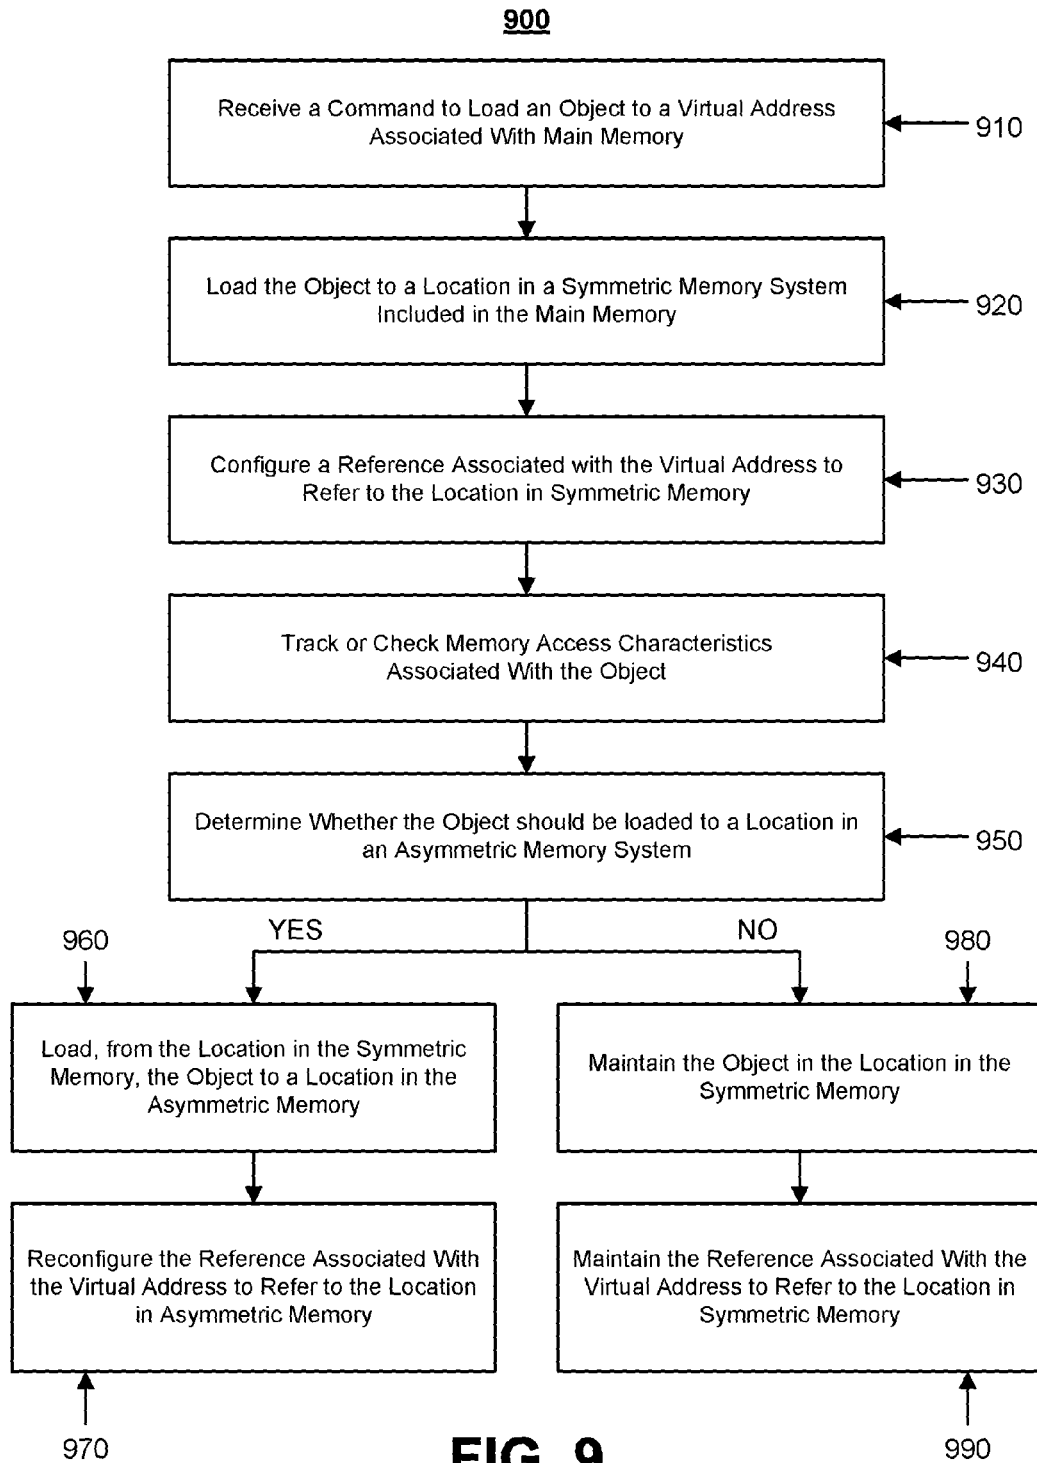 900
Receive a Command to Load an Object to a Virtual Address
Associated With Main Memory
910
Load the Object to a Location in a Symmetric Memory System
Included in the Main Memory
920
Configure a Reference Associated with the Virtual Address to
Refer to the Location in Symmetric Memory
930
Track or Check Memory Access Characteristics
Associated With the Object
940
Determine Whether the Object should be loaded to a Location in
an Asymmetric Memory System
950
YES
NO
960
980
Load, from the Location in the Symmetric
Memory, the Object to a Location in the
Asymmetric Memory
Maintain the Object in the Location in the
Symmetric Memory
Reconfigure the Reference Associated With
the Virtual Address to Refer to the Location
in Asymmetric Memory
Maintain the Reference Associated With the
Virtual Address to Refer to the Location in
Symmetric Memory
970
FIG. 9
990